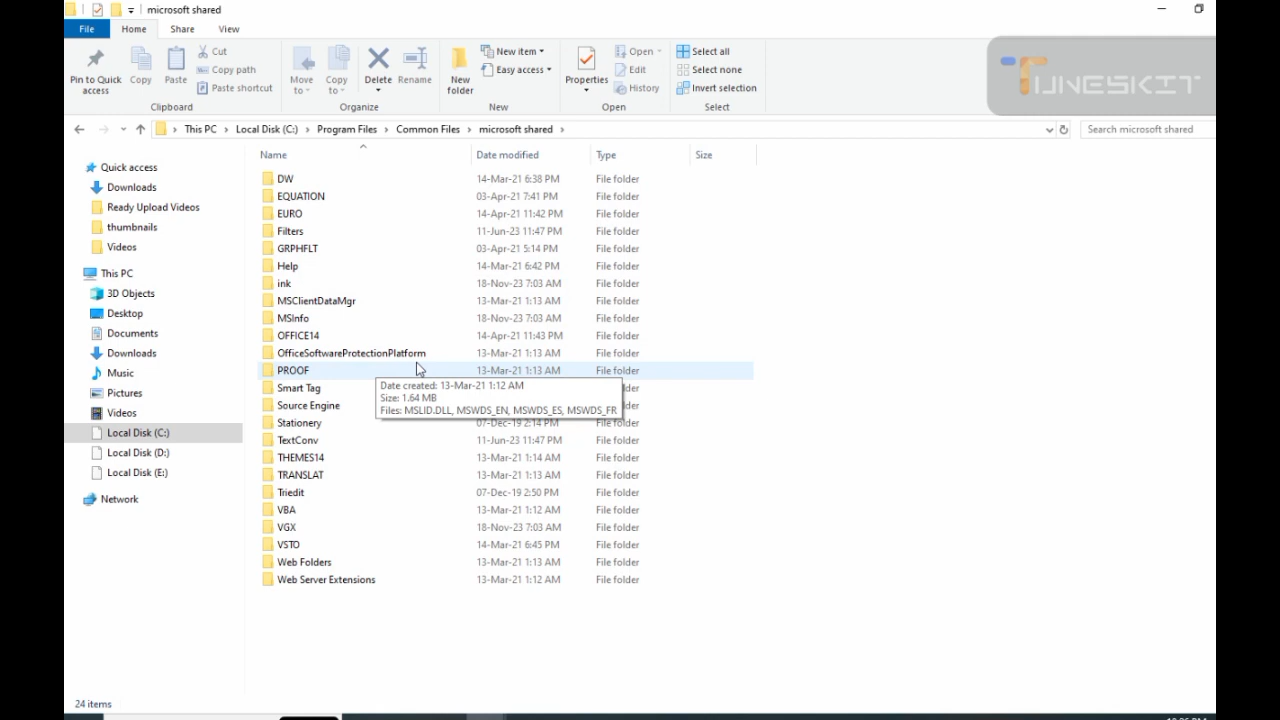 microsoft shared
File Home Share View
Pin to Quick access
Copy
Paste
Cut
Copy path
Paste shortcut
Clipboard
Move to
Copy to
Delete
Rename
Organize
New folder
New item
Easy access
New
Properties
Open
Edit
History
Open
Select all
Select none
Invert selection
Select
TUNESKIT
This PC > Local Disk (C:) > Program Files > Common Files > microsoft shared >
Search microsoft shared
Quick access
Downloads
Ready Upload Videos
thumbnails
Videos
This PC
3D Objects
Desktop
Documents
Downloads
Music
Pictures
Videos
Local Disk (C:)
Local Disk (D:)
Local Disk (E:)
Network
Name Date modified Type Size
DW 14-Mar-21 6:38 PM File folder
EQUATION 03-Apr-21 7:41 PM File folder
EURO 14-Apr-21 11:42 PM File folder
Filters 11-Jun-23 11:47 PM File folder
GRPHFLT 03-Apr-21 5:14 PM File folder
Help 14-Mar-21 6:42 PM File folder
ink 18-Nov-23 7:03 AM File folder
MSClientDataMgr 13-Mar-21 1:13 AM File folder
MSInfo 18-Nov-23 7:03 AM File folder
OFFICE14 14-Apr-21 11:43 PM File folder
OfficeSoftwareProtectionPlatform 13-Mar-21 1:13 AM File folder
PROOF 13-Mar-21 1:13 AM File folder
Smart Tag File folder
Source Engine File folder
Stationery 07-Dec-19 2:14 PM File folder
TextConv 11-Jun-23 11:47 PM File folder
THEMES14 13-Mar-21 1:14 AM File folder
TRANSLAT 13-Mar-21 1:13 AM File folder
Triedit 07-Dec-19 2:50 PM File folder
VBA 13-Mar-21 1:12 AM File folder
VGX 18-Nov-23 7:03 AM File folder
VSTO 14-Mar-21 6:45 PM File folder
Web Folders 13-Mar-21 1:13 AM File folder
Web Server Extensions 13-Mar-21 1:12 AM File folder
Date created: 13-Mar-21 1:12 AM
Size: 1.64 MB
Files: MSLID.DLL, MSWDS_EN, MSWDS_ES, MSWDS_FR
24 items